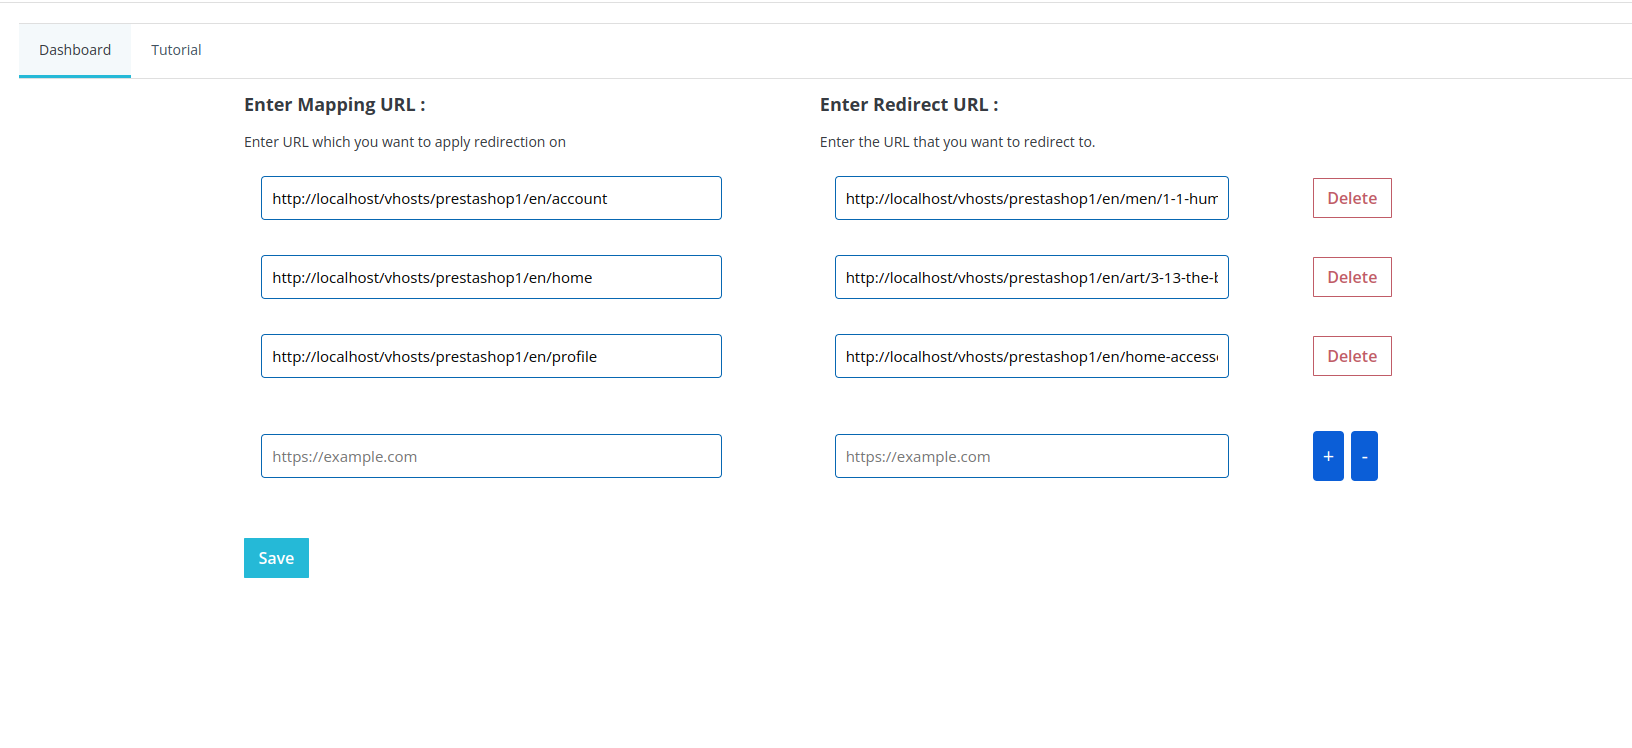 Dashboard Tutorial
Enter Mapping URL : Enter Redirect URL :
Enter URL which you want to apply redirection on Enter the URL that you want to redirect to.
http://localhost/vhosts/prestashop1/en/account http://localhost/vhosts/prestashop1/en/men/1-1-hum Delete
http://localhost/vhosts/prestashop1/en/home http://localhost/vhosts/prestashop1/en/art/3-13-the- Delete
http://localhost/vhosts/prestashop1/en/profile http://localhost/vhosts/prestashop1/en/home-access Delete
https://example.com https://example.com + -
Save